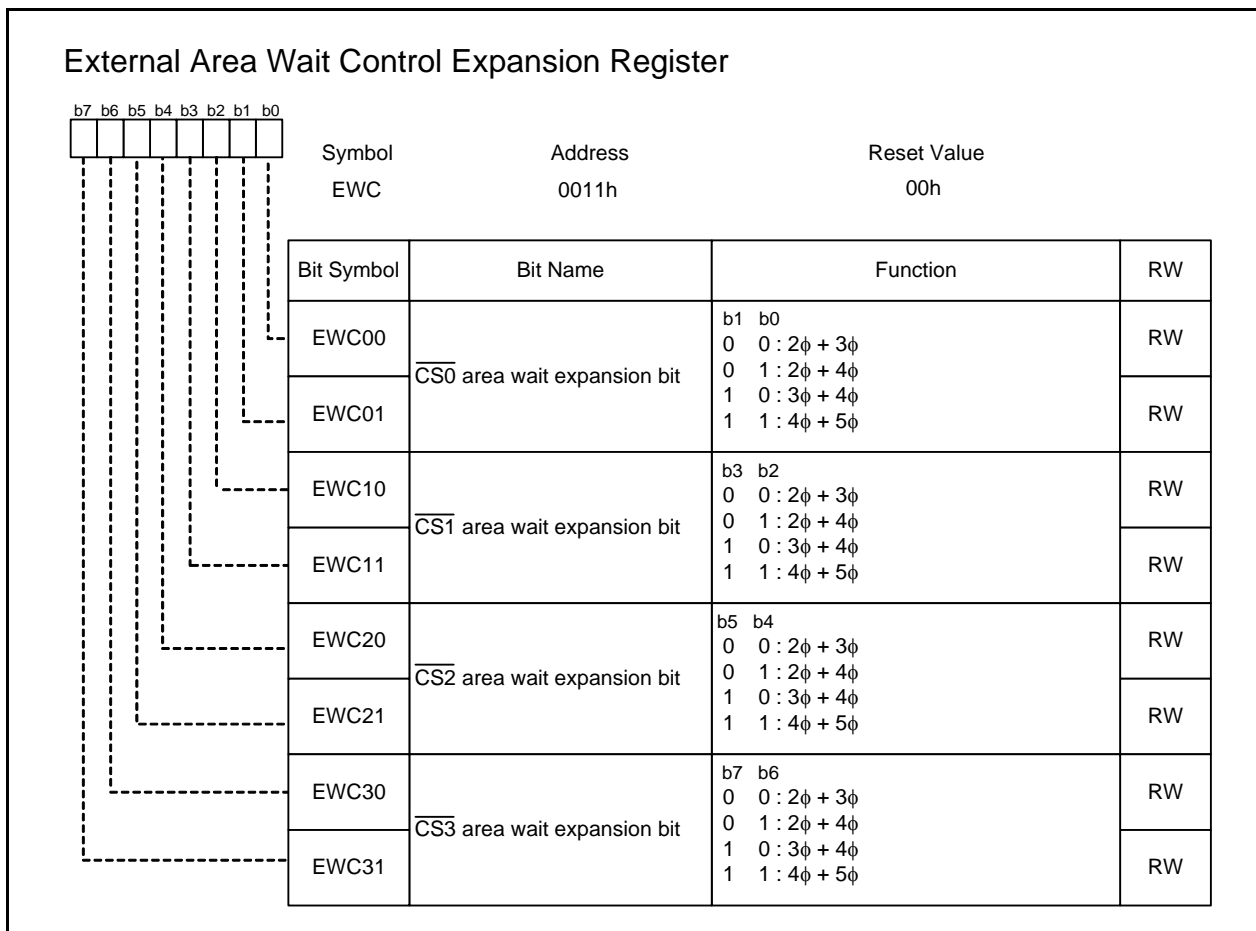 External Area Wait Control Expansion Register
b7 b6 b5 b4 b3 b2 b1 b0
Symbol Address Reset Value
EWC 0011h 00h
Bit Symbol Bit Name Function RW
EWC00 RW
EWC01 RW
CS0 area wait expansion bit
b1 b0
0 0 : 2ϕ + 3ϕ
0 1 : 2ϕ + 4ϕ
1 0 : 3ϕ + 4ϕ
1 1 : 4ϕ + 5ϕ
EWC10 RW
EWC11 RW
CS1 area wait expansion bit
b3 b2
0 0 : 2ϕ + 3ϕ
0 1 : 2ϕ + 4ϕ
1 0 : 3ϕ + 4ϕ
1 1 : 4ϕ + 5ϕ
EWC20 RW
EWC21 RW
CS2 area wait expansion bit
b5 b4
0 0 : 2ϕ + 3ϕ
0 1 : 2ϕ + 4ϕ
1 0 : 3ϕ + 4ϕ
1 1 : 4ϕ + 5ϕ
EWC30 RW
EWC31 RW
CS3 area wait expansion bit
b7 b6
0 0 : 2ϕ + 3ϕ
0 1 : 2ϕ + 4ϕ
1 0 : 3ϕ + 4ϕ
1 1 : 4ϕ + 5ϕ